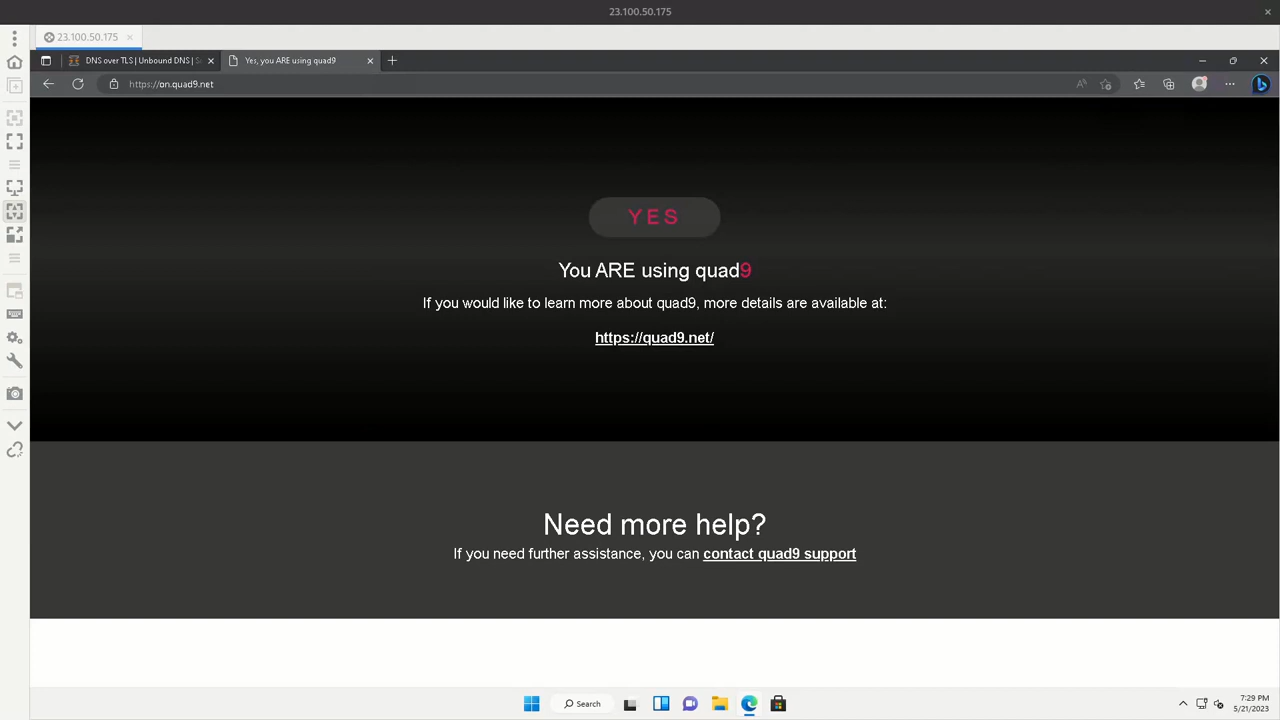 23.100.50.175
23.100.50.175
DNS over TLS | Unbound DNS |
Yes, you ARE using quad9
https://on.quad9.net
YES
You ARE using quad9
If you would like to learn more about quad9, more details are available at:
https://quad9.net/
Need more help?
If you need further assistance, you can contact quad9 support
Search
7:29 PM
5/21/2023